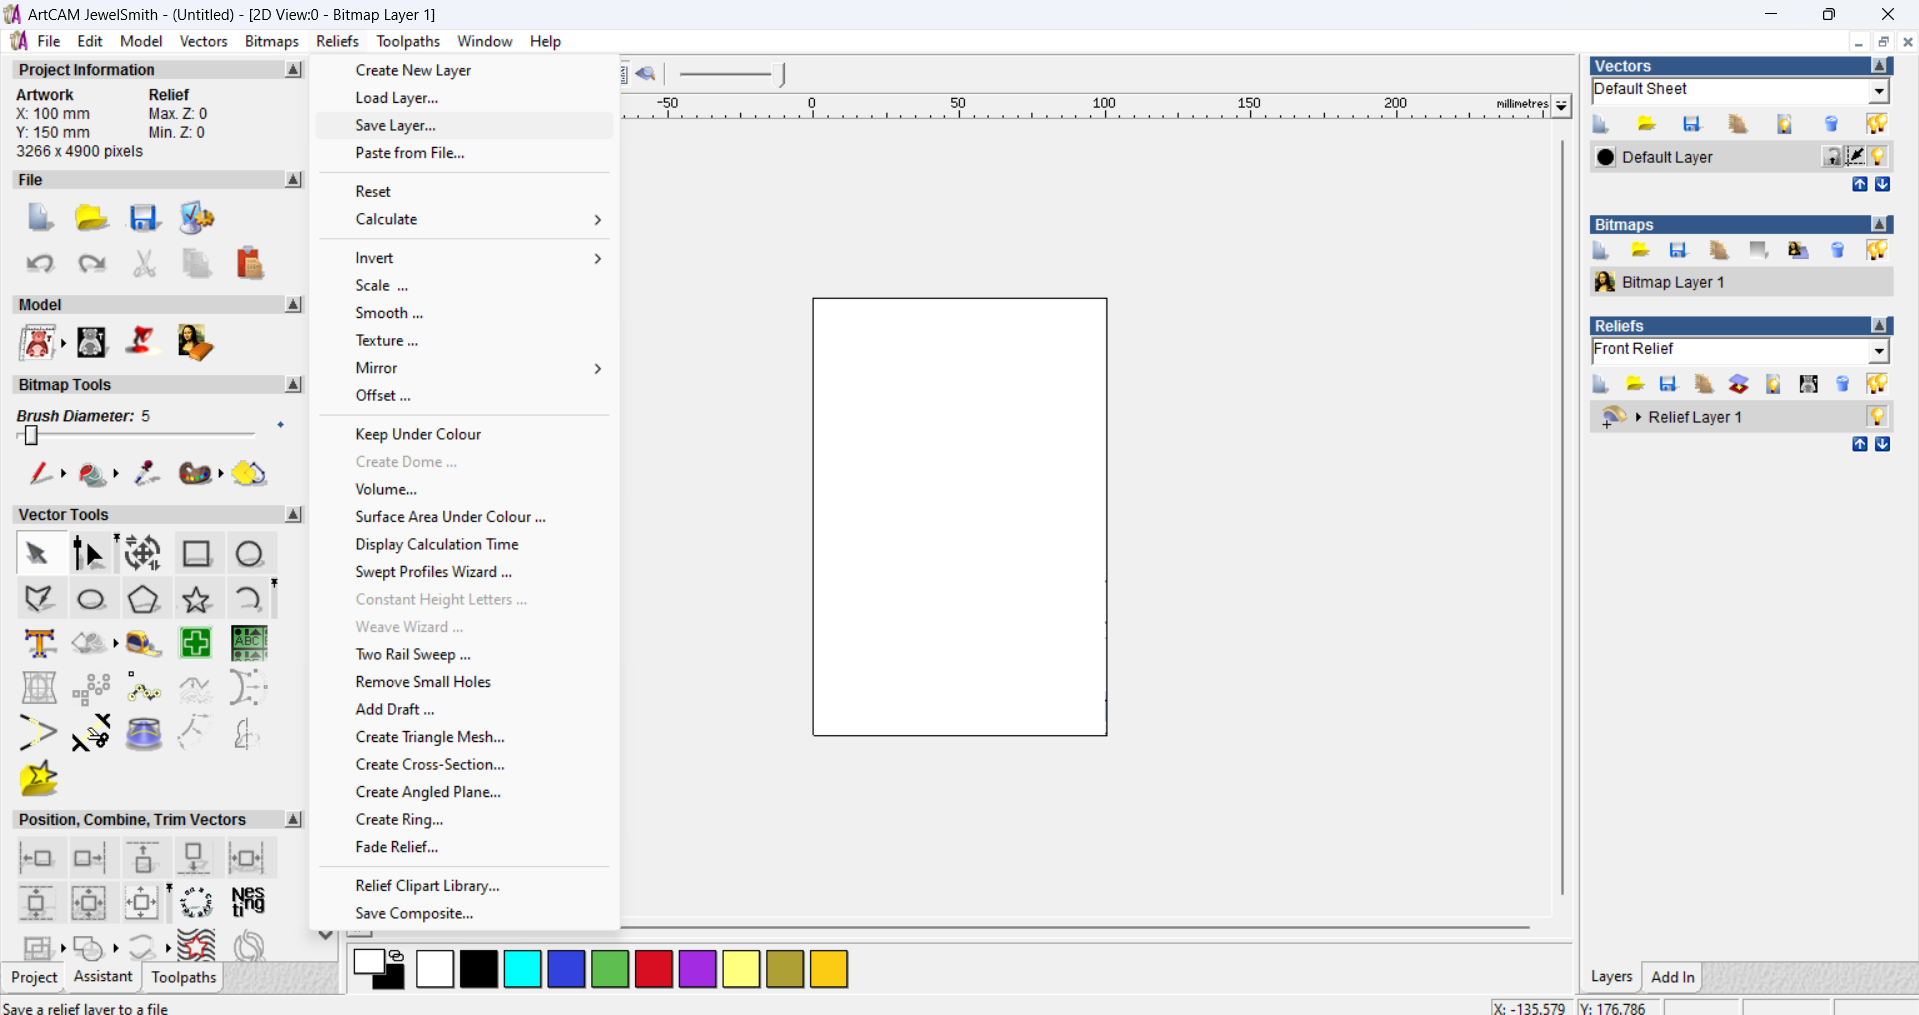 ArtCAM JewelSmith - (Untitled) - [2D View:0 - Bitmap Layer 1]
File Edit Model Vectors Bitmaps Reliefs Toolpaths Window Help
Project Information
Artwork Relief
X: 100 mm Max. Z: 0
Y: 150 mm Min. Z: 0
3266 x 4900 pixels
File
Model
Bitmap Tools
Brush Diameter: 5
Vector Tools
ABC
Position, Combine, Trim Vectors
Nes
ting
Project Assistant Toolpaths
Save a relief layer to a file
Create New Layer
Load Layer...
Save Layer...
Paste from File...
Reset
Calculate
Invert
Scale ...
Smooth ...
Texture ...
Mirror
Offset ...
Keep Under Colour
Create Dome ...
Volume...
Surface Area Under Colour ...
Display Calculation Time
Swept Profiles Wizard ...
Constant Height Letters ...
Weave Wizard ...
Two Rail Sweep ...
Remove Small Holes
Add Draft ...
Create Triangle Mesh...
Create Cross-Section...
Create Angled Plane...
Create Ring...
Fade Relief...
Relief Clipart Library...
Save Composite...
-50 0 50 100 150 200 millimetres
Vectors
Default Sheet
Default Layer
Bitmaps
Bitmap Layer 1
Reliefs
Front Relief
Relief Layer 1
Layers Add In
X: -135.579 Y: 176.786